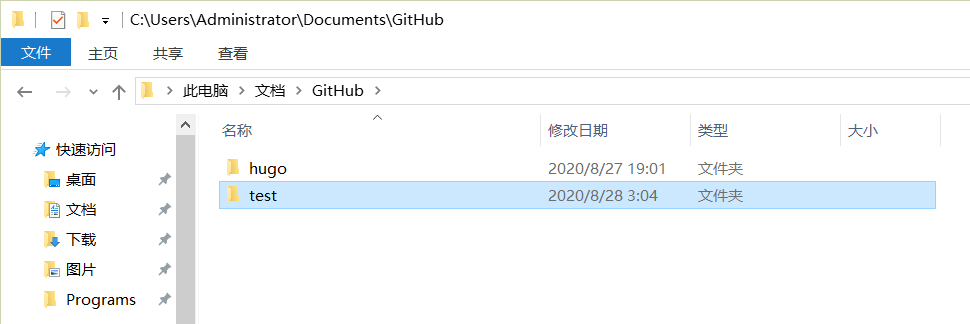 C:\Users\Administrator\Documents\GitHub
文件 主页 共享 查看
此电脑 文档 GitHub
名称 修改日期 类型 大小
快速访问
桌面
文档
下载
图片
Programs
hugo 2020/8/27 19:01 文件夹
test 2020/8/28 3:04 文件夹